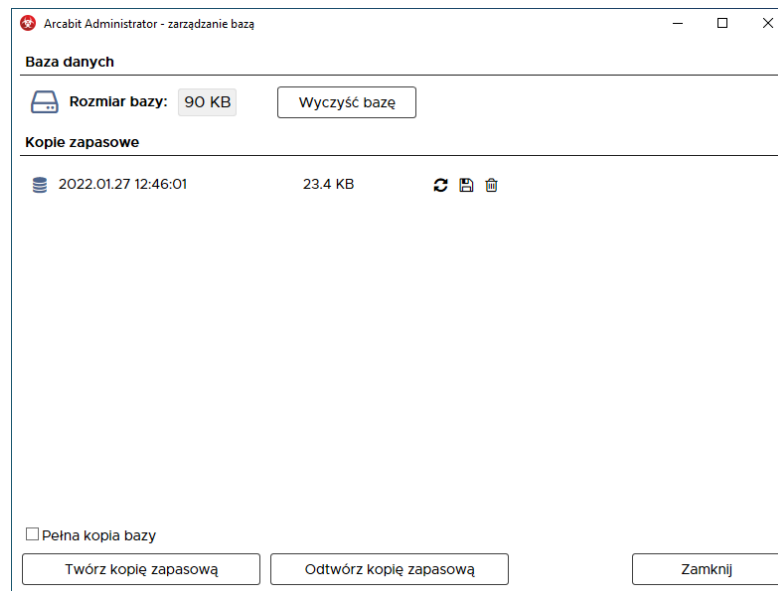 Arcabit Administrator - zarządzanie bazą
Baza danych
Rozmiar bazy: 90 KB Wyczyść bazę
Kopie zapasowe
2022.01.27 12:46:01 23.4 KB
Pełna kopia bazy
Twórz kopię zapasową Odtwórz kopię zapasową Zamknij